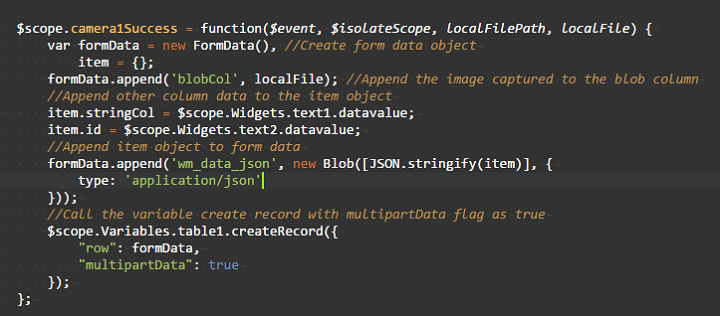 $scope.camera1Success = function($event, $isolateScope, localFilePath, localFile) {
    var formData = new FormData(), //Create form data object
        item = {};
    formData.append('blobCol', localFile); //Append the image captured to the blob column
    //Append other column data to the item object
    item.stringCol = $scope.Widgets.text1.datavalue;
    item.id = $scope.Widgets.text2.datavalue;
    //Append item object to form data
    formData.append('wm_data_json', new Blob([JSON.stringify(item)], {
        type: 'application/json'
    }));
    //Call the variable create record with multipartData flag as true
    $scope.Variables.table1.createRecord({
        "row": formData,
        "multipartData": true
    });
};